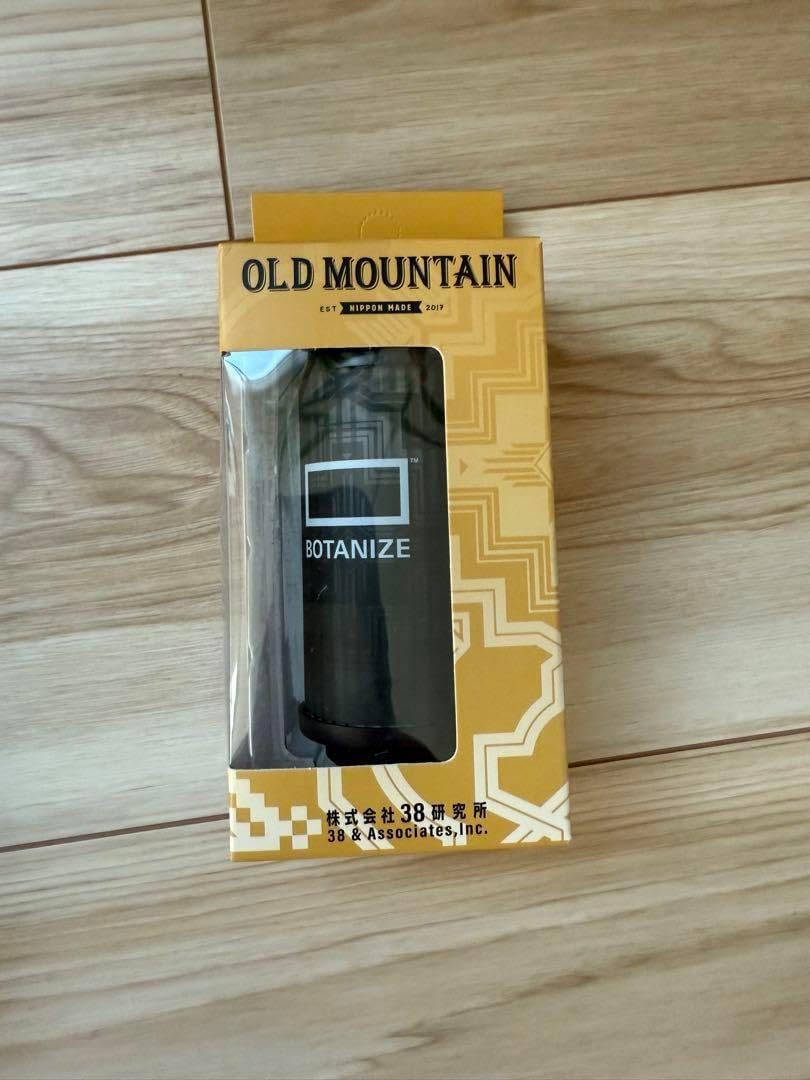 OLD MOUNTAIN
EST NIPPON MADE 2017
TM
BOTANIZE
株式会社38研究所
38 & Associates,Inc.